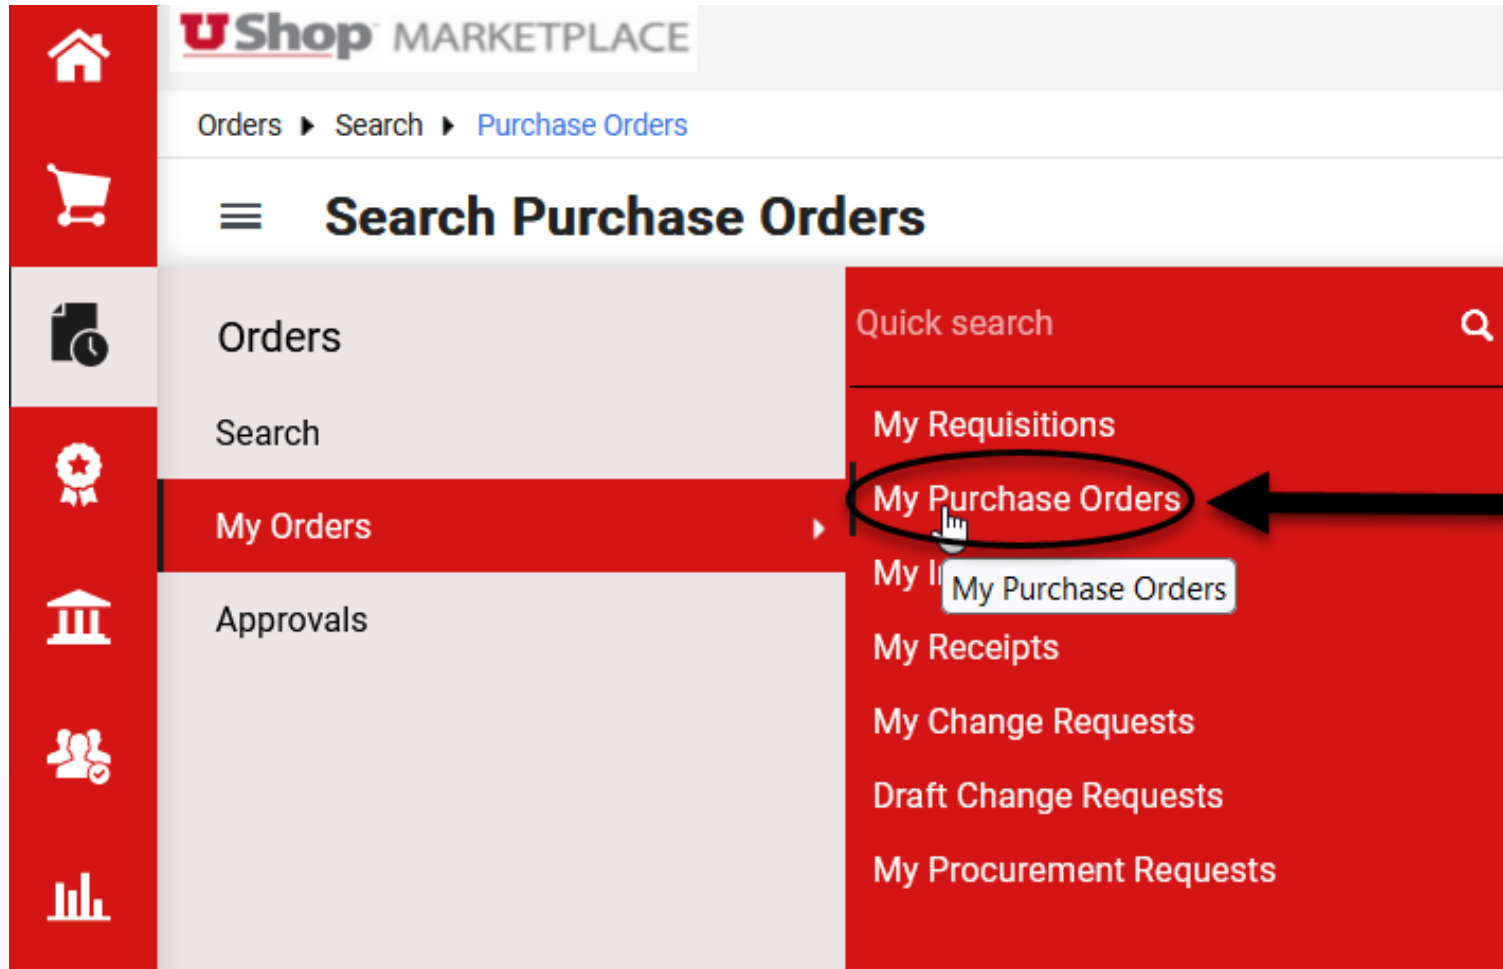 UShop MARKETPLACE
Orders Search Purchase Orders
Search Purchase Orders
Orders
Search
My Orders
Approvals
Quick search
My Requisitions
My Purchase Orders
My
My Purchase Orders
My Receipts
My Change Requests
Draft Change Requests
My Procurement Requests